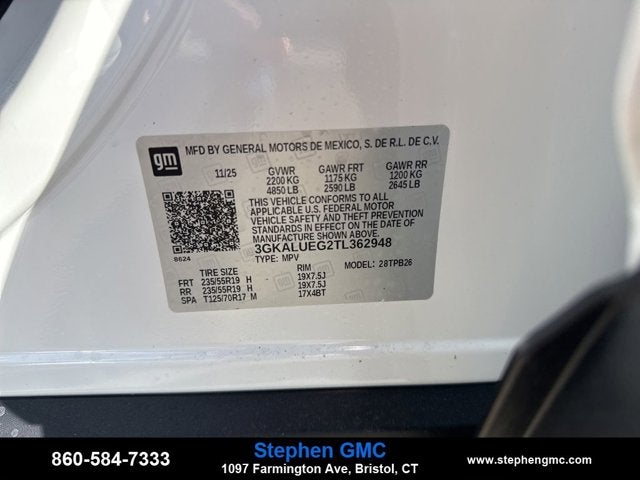 gm
MFD BY GENERAL MOTORS DE MEXICO, S. DE R.L. DE C.V.
11/25 GVWR GAWR FRT GAWR RR
2200 KG 1175 KG 1200 KG
4850 LB 2590 LB 2645 LB
THIS VEHICLE CONFORMS TO ALL
APPLICABLE U.S. FEDERAL MOTOR
VEHICLE SAFETY AND THEFT PREVENTION
STANDARDS IN EFFECT ON THE DATE OF
MANUFACTURE SHOWN ABOVE.
3GKALUEG2TL362948
8624
TYPE: MPV MODEL: 28TPB26
TIRE SIZE RIM
FRT 235/55R19 H 19X7.5J
RR 235/55R19 H 19X7.5J
SPA T125/70R17 M 17X4BT
860-584-7333
Stephen GMC
1097 Farmington Ave, Bristol, CT
www.stephengmc.com